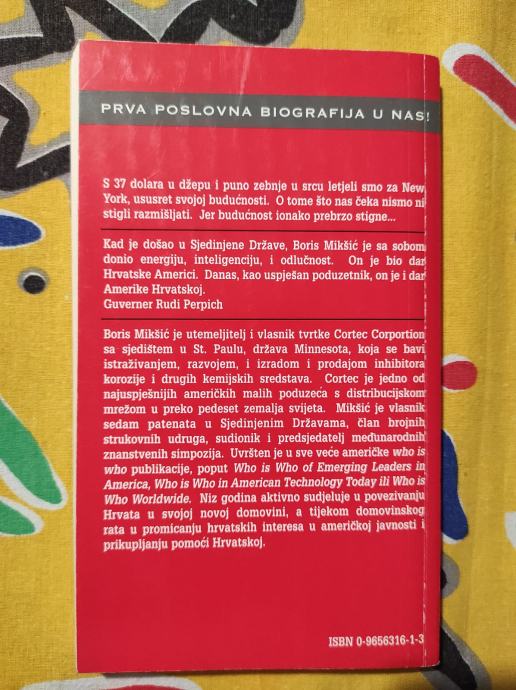 PRVA POSLOVNA BIOGRAFIJA U NAS!
S 37 dolara u džepu i puno zebnje u srcu letjeli smo za New
York, ususret svojoj budućnosti. O tome što nas čeka nismo ni
stigli razmišljati. Jer budućnost ionako prebrzo stigne...
Kad je došao u Sjedinjene Države, Boris Mikšić je sa sobom
donio energiju, inteligenciju, i odlučnost. On je bio dar
Hrvatske Americi. Danas, kao uspješan poduzetnik, on je i dar
Amerike Hrvatskoj.
Guverner Rudi Perpich
Boris Mikšić je utemeljitelj i vlasnik tvrtke Cortec Corportion
sa sjedištem u St. Paulu, država Minnesota, koja se bavi
istraživanjem, razvojem, i izradom i prodajom inhibitora
korozije i drugih kemijskih sredstava. Cortec je jedno od
najuspješnijih američkih malih poduzeća s distribucijskom
mrežom u preko pedeset zemalja svijeta. Mikšić je vlasnik
sedam patenata u Sjedinjenim Državama, član brojnih
strukovnih udruga, sudionik i predsjedatelj međunarodnih
znanstvenih simpozija. Uvršten je u sve veće američke who is
who publikacije, poput Who is Who of Emerging Leaders in
America, Who is Who in American Technology Today ili Who is
Who Worldwide. Niz godina aktivno sudjeluje u povezivanju
Hrvata u svojoj novoj domovini, a tijekom domovinskog
rata u promicanju hrvatskih interesa u američkoj javnosti i
prikupljanju pomoći Hrvatskoj.
ISBN 0-9656316-1-3